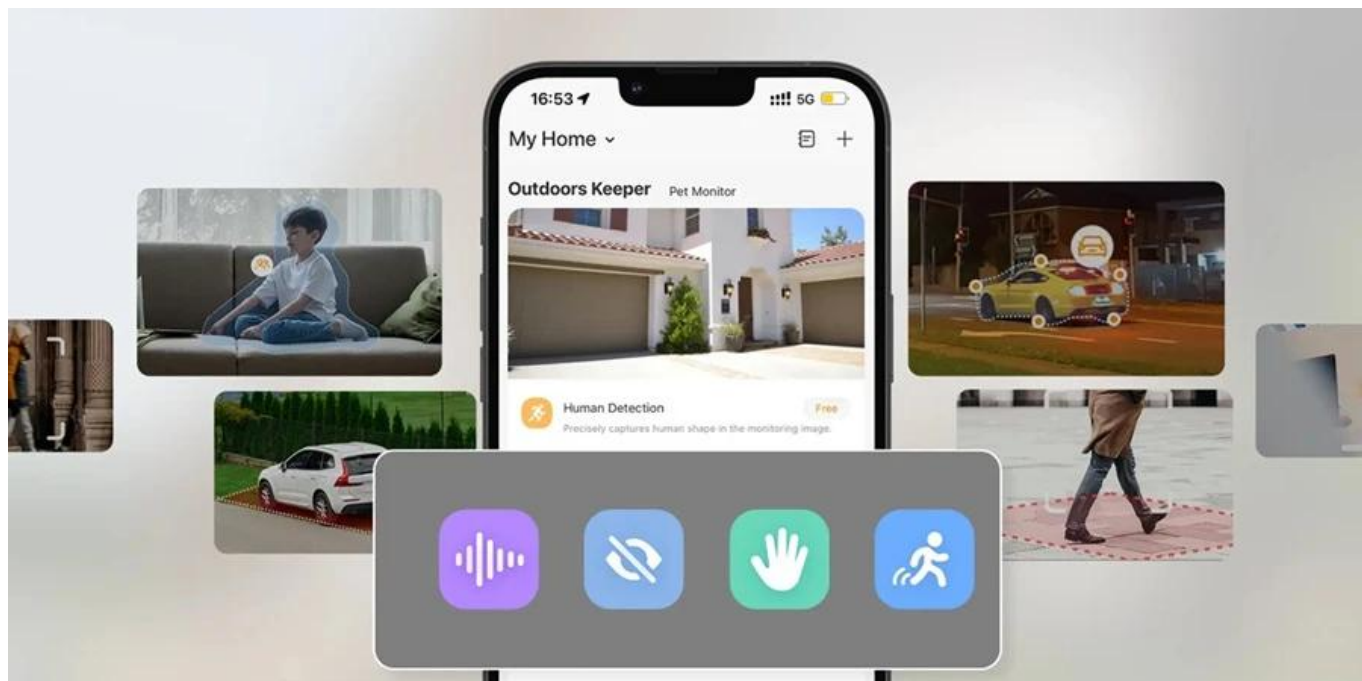 16:53
5G
My Home
Outdoors Keeper Pet Monitor
Human Detection
Free
Precisely captures human shape in the monitoring image.